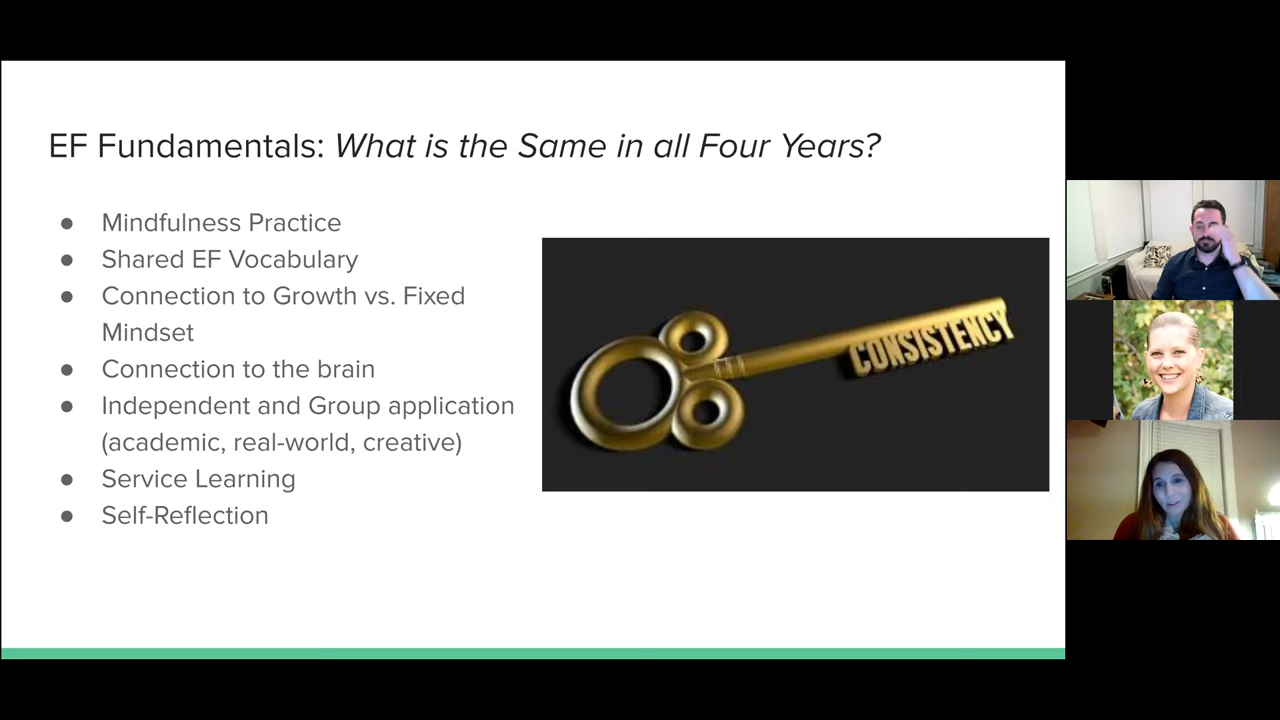 EF Fundamentals: What is the Same in all Four Years?
● Mindfulness Practice
● Shared EF Vocabulary
● Connection to Growth vs. Fixed
Mindset
● Connection to the brain
● Independent and Group application
(academic, real-world, creative)
● Service Learning
● Self-Reflection
CONSISTENCY